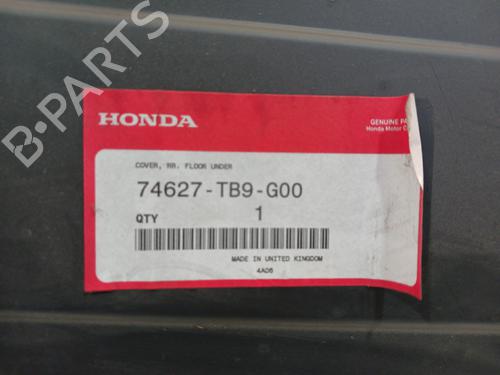 B-PARTS
HONDA
GENUINE PA
Honda Motor C
COVER, RR. FLOOR UNDER
74627-TB9-G00
QTY 1
MADE IN UNITED KINGDOM
4A06
B-PARTS